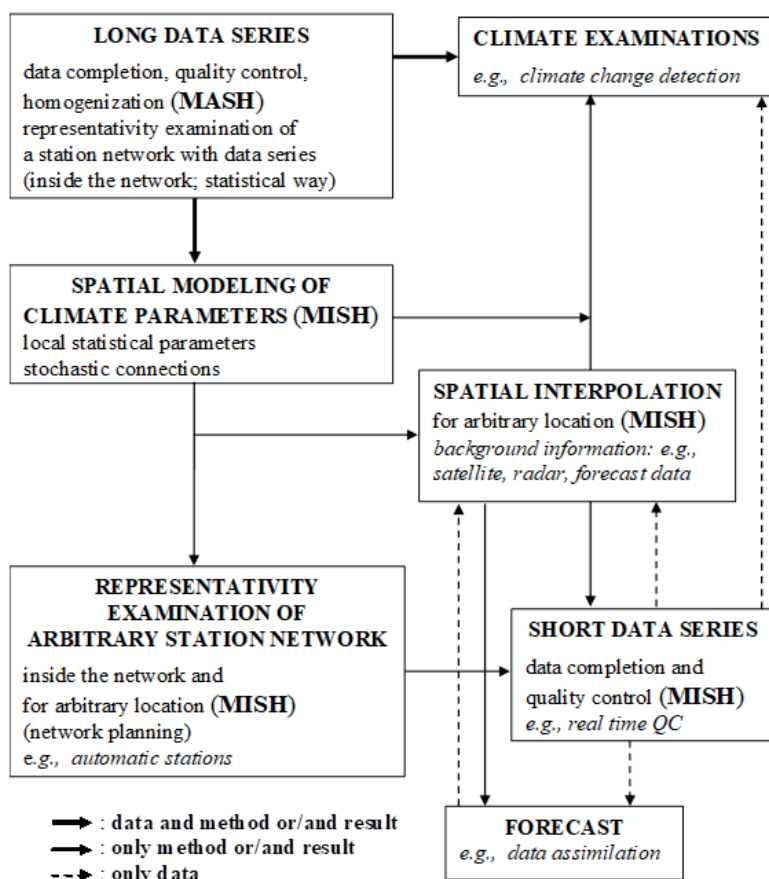 LONG DATA SERIES
data completion, quality control,
homogenization (MASH)
representativity examination of
a station network with data series
(inside the network; statistical way)
CLIMATE EXAMINATIONS
e.g., climate change detection
SPATIAL MODELING OF
CLIMATE PARAMETERS (MISH)
local statistical parameters
stochastic connections
SPATIAL INTERPOLATION
for arbitrary location (MISH)
background information: e.g.,
satellite, radar, forecast data
REPRESENTATIVITY
EXAMINATION OF
ARBITRARY STATION NETWORK
inside the network and
for arbitrary location (MISH)
(network planning)
e.g., automatic stations
SHORT DATA SERIES
data completion and
quality control (MISH)
e.g., real time QC
FORECAST
e.g., data assimilation
: data and method or/and result
: only method or/and result
: only data